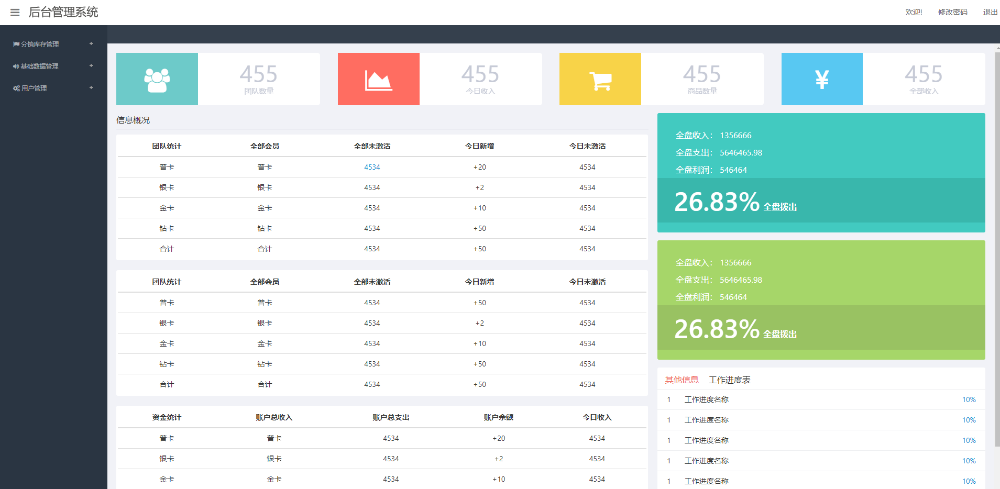 后台管理系统
欢迎! 修改密码 退出
分销库存管理 +
基础数据管理 +
用户管理 +
455
团队数量
455
今日收入
455
商品数量
¥
455
全部收入
信息概况
团队统计 全部会员 全部未激活 今日新增 今日未激活
普卡 普卡 4534 +20 4534
银卡 银卡 4534 +2 4534
金卡 金卡 4534 +10 4534
钻卡 钻卡 4534 +50 4534
合计 合计 4534 +50 4534
团队统计 全部会员 全部未激活 今日新增 今日未激活
普卡 普卡 4534 +50 4534
银卡 银卡 4534 +2 4534
金卡 金卡 4534 +10 4534
钻卡 钻卡 4534 +50 4534
合计 合计 4534 +50 4534
资金统计 账户总收入 账户总支出 账户余额 今日收入
普卡 普卡 4534 +20 4534
银卡 银卡 4534 +2 4534
金卡 金卡 4534 +10 4534
全盘收入： 1356666
全盘支出： 5646465.98
全盘利润： 546464
26.83% 全盘拨出
全盘收入： 1356666
全盘支出： 5646465.98
全盘利润： 546464
26.83% 全盘拨出
其他信息 工作进度表
1 工作进度名称 10%
1 工作进度名称 10%
1 工作进度名称 10%
1 工作进度名称 10%
1 工作进度名称 10%